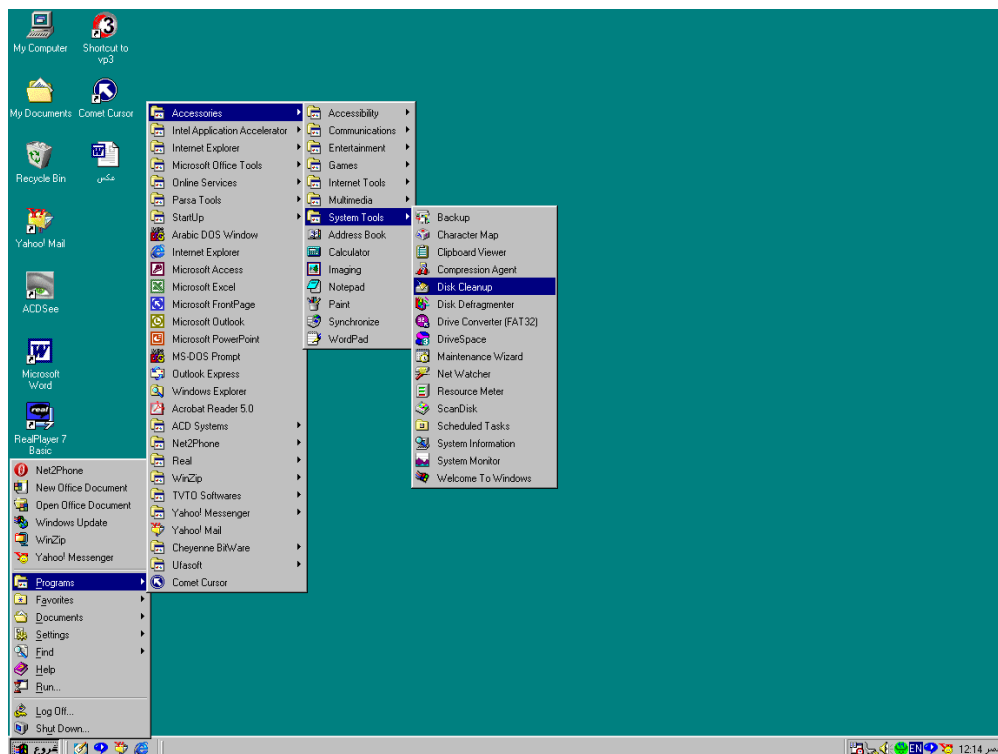 My Computer
Shortcut to
vp3
My Documents
Comet Cursor
Recycle Bin
عکس
Yahoo! Mail
ACDSee
Microsoft
Word
RealPlayer 7
Basic
Net2Phone
New Office Document
Open Office Document
Windows Update
WinZip
Yahoo! Messenger
Programs
Favorites
Documents
Settings
Find
Help
Run...
Log Off...
Shut Down...
Accessories
Intel Application Accelerator
Internet Explorer
Microsoft Office Tools
Online Services
Parsa Tools
StartUp
Arabic DOS Window
Internet Explorer
Microsoft Access
Microsoft Excel
Microsoft FrontPage
Microsoft Outlook
Microsoft PowerPoint
MS-DOS Prompt
Outlook Express
Windows Explorer
Acrobat Reader 5.0
ACD Systems
Net2Phone
Real
WinZip
TVTO Softwares
Yahoo! Messenger
Yahoo! Mail
Cheyenne BitWare
Ufasoft
Comet Cursor
Accessibility
Communications
Entertainment
Games
Internet Tools
Multimedia
System Tools
Address Book
Calculator
Imaging
Notepad
Paint
Synchronize
WordPad
Backup
Character Map
Clipboard Viewer
Compression Agent
Disk Cleanup
Disk Defragmenter
Drive Converter (FAT32)
DriveSpace
Maintenance Wizard
Net Watcher
Resource Meter
ScanDisk
Scheduled Tasks
System Information
System Monitor
Welcome To Windows
EN
12:14